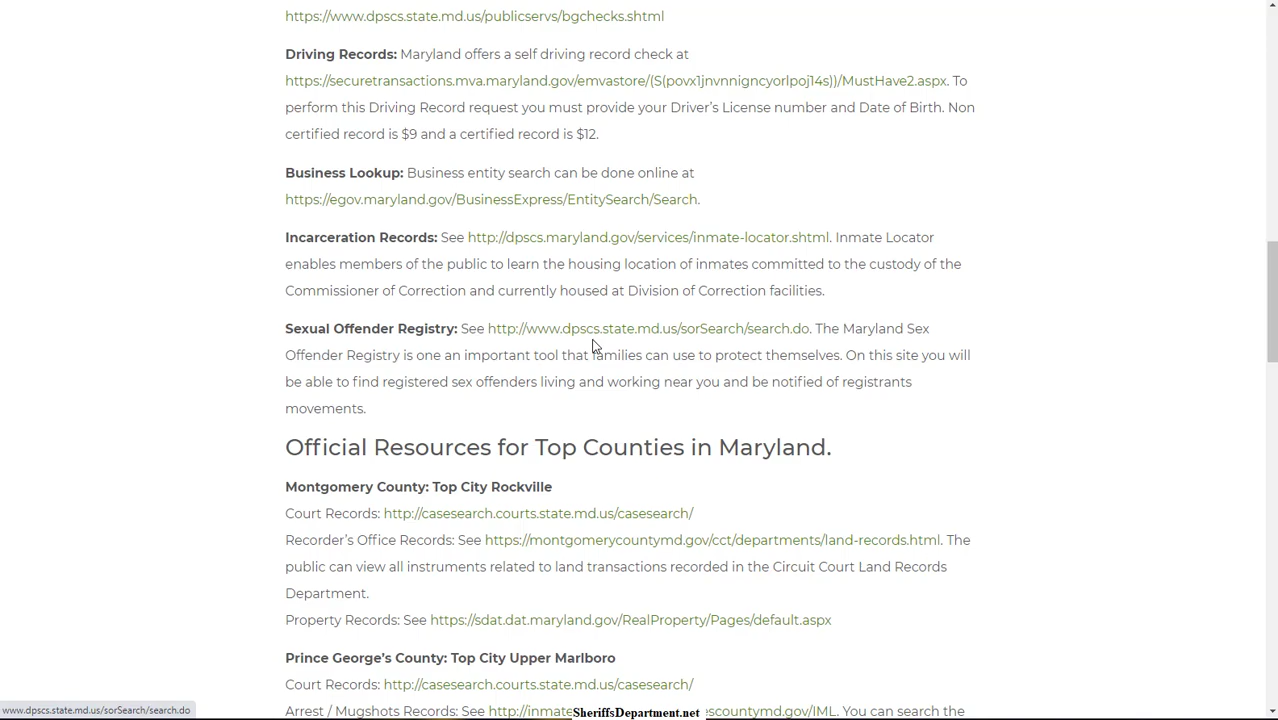 https://www.dpscs.state.md.us/publicservs/bgchecks.shtml
Driving Records: Maryland offers a self driving record check at
https://securetransactions.mva.maryland.gov/emvastore/(S(povx1jnvnnigncyorlpoj14s))/MustHave2.aspx. To
perform this Driving Record request you must provide your Driver’s License number and Date of Birth. Non
certified record is $9 and a certified record is $12.
Business Lookup: Business entity search can be done online at
https://egov.maryland.gov/BusinessExpress/EntitySearch/Search.
Incarceration Records: See http://dpscs.maryland.gov/services/inmate-locator.shtml. Inmate Locator
enables members of the public to learn the housing location of inmates committed to the custody of the
Commissioner of Correction and currently housed at Division of Correction facilities.
Sexual Offender Registry: See http://www.dpscs.state.md.us/sorSearch/search.do. The Maryland Sex
Offender Registry is one an important tool that families can use to protect themselves. On this site you will
be able to find registered sex offenders living and working near you and be notified of registrants
movements.
Official Resources for Top Counties in Maryland.
Montgomery County: Top City Rockville
Court Records: http://casesearch.courts.state.md.us/casesearch/
Recorder’s Office Records: See https://montgomerycountymd.gov/cct/departments/land-records.html. The
public can view all instruments related to land transactions recorded in the Circuit Court Land Records
Department.
Property Records: See https://sdat.dat.maryland.gov/RealProperty/Pages/default.aspx
Prince George’s County: Top City Upper Marlboro
Court Records: http://casesearch.courts.state.md.us/casesearch/
Arrest / Mugshots Records: See http://inmate escountymd.gov/IML. You can search the
www.dpscs.state.md.us/sorSearch/search.do
SheriffsDepartment.net